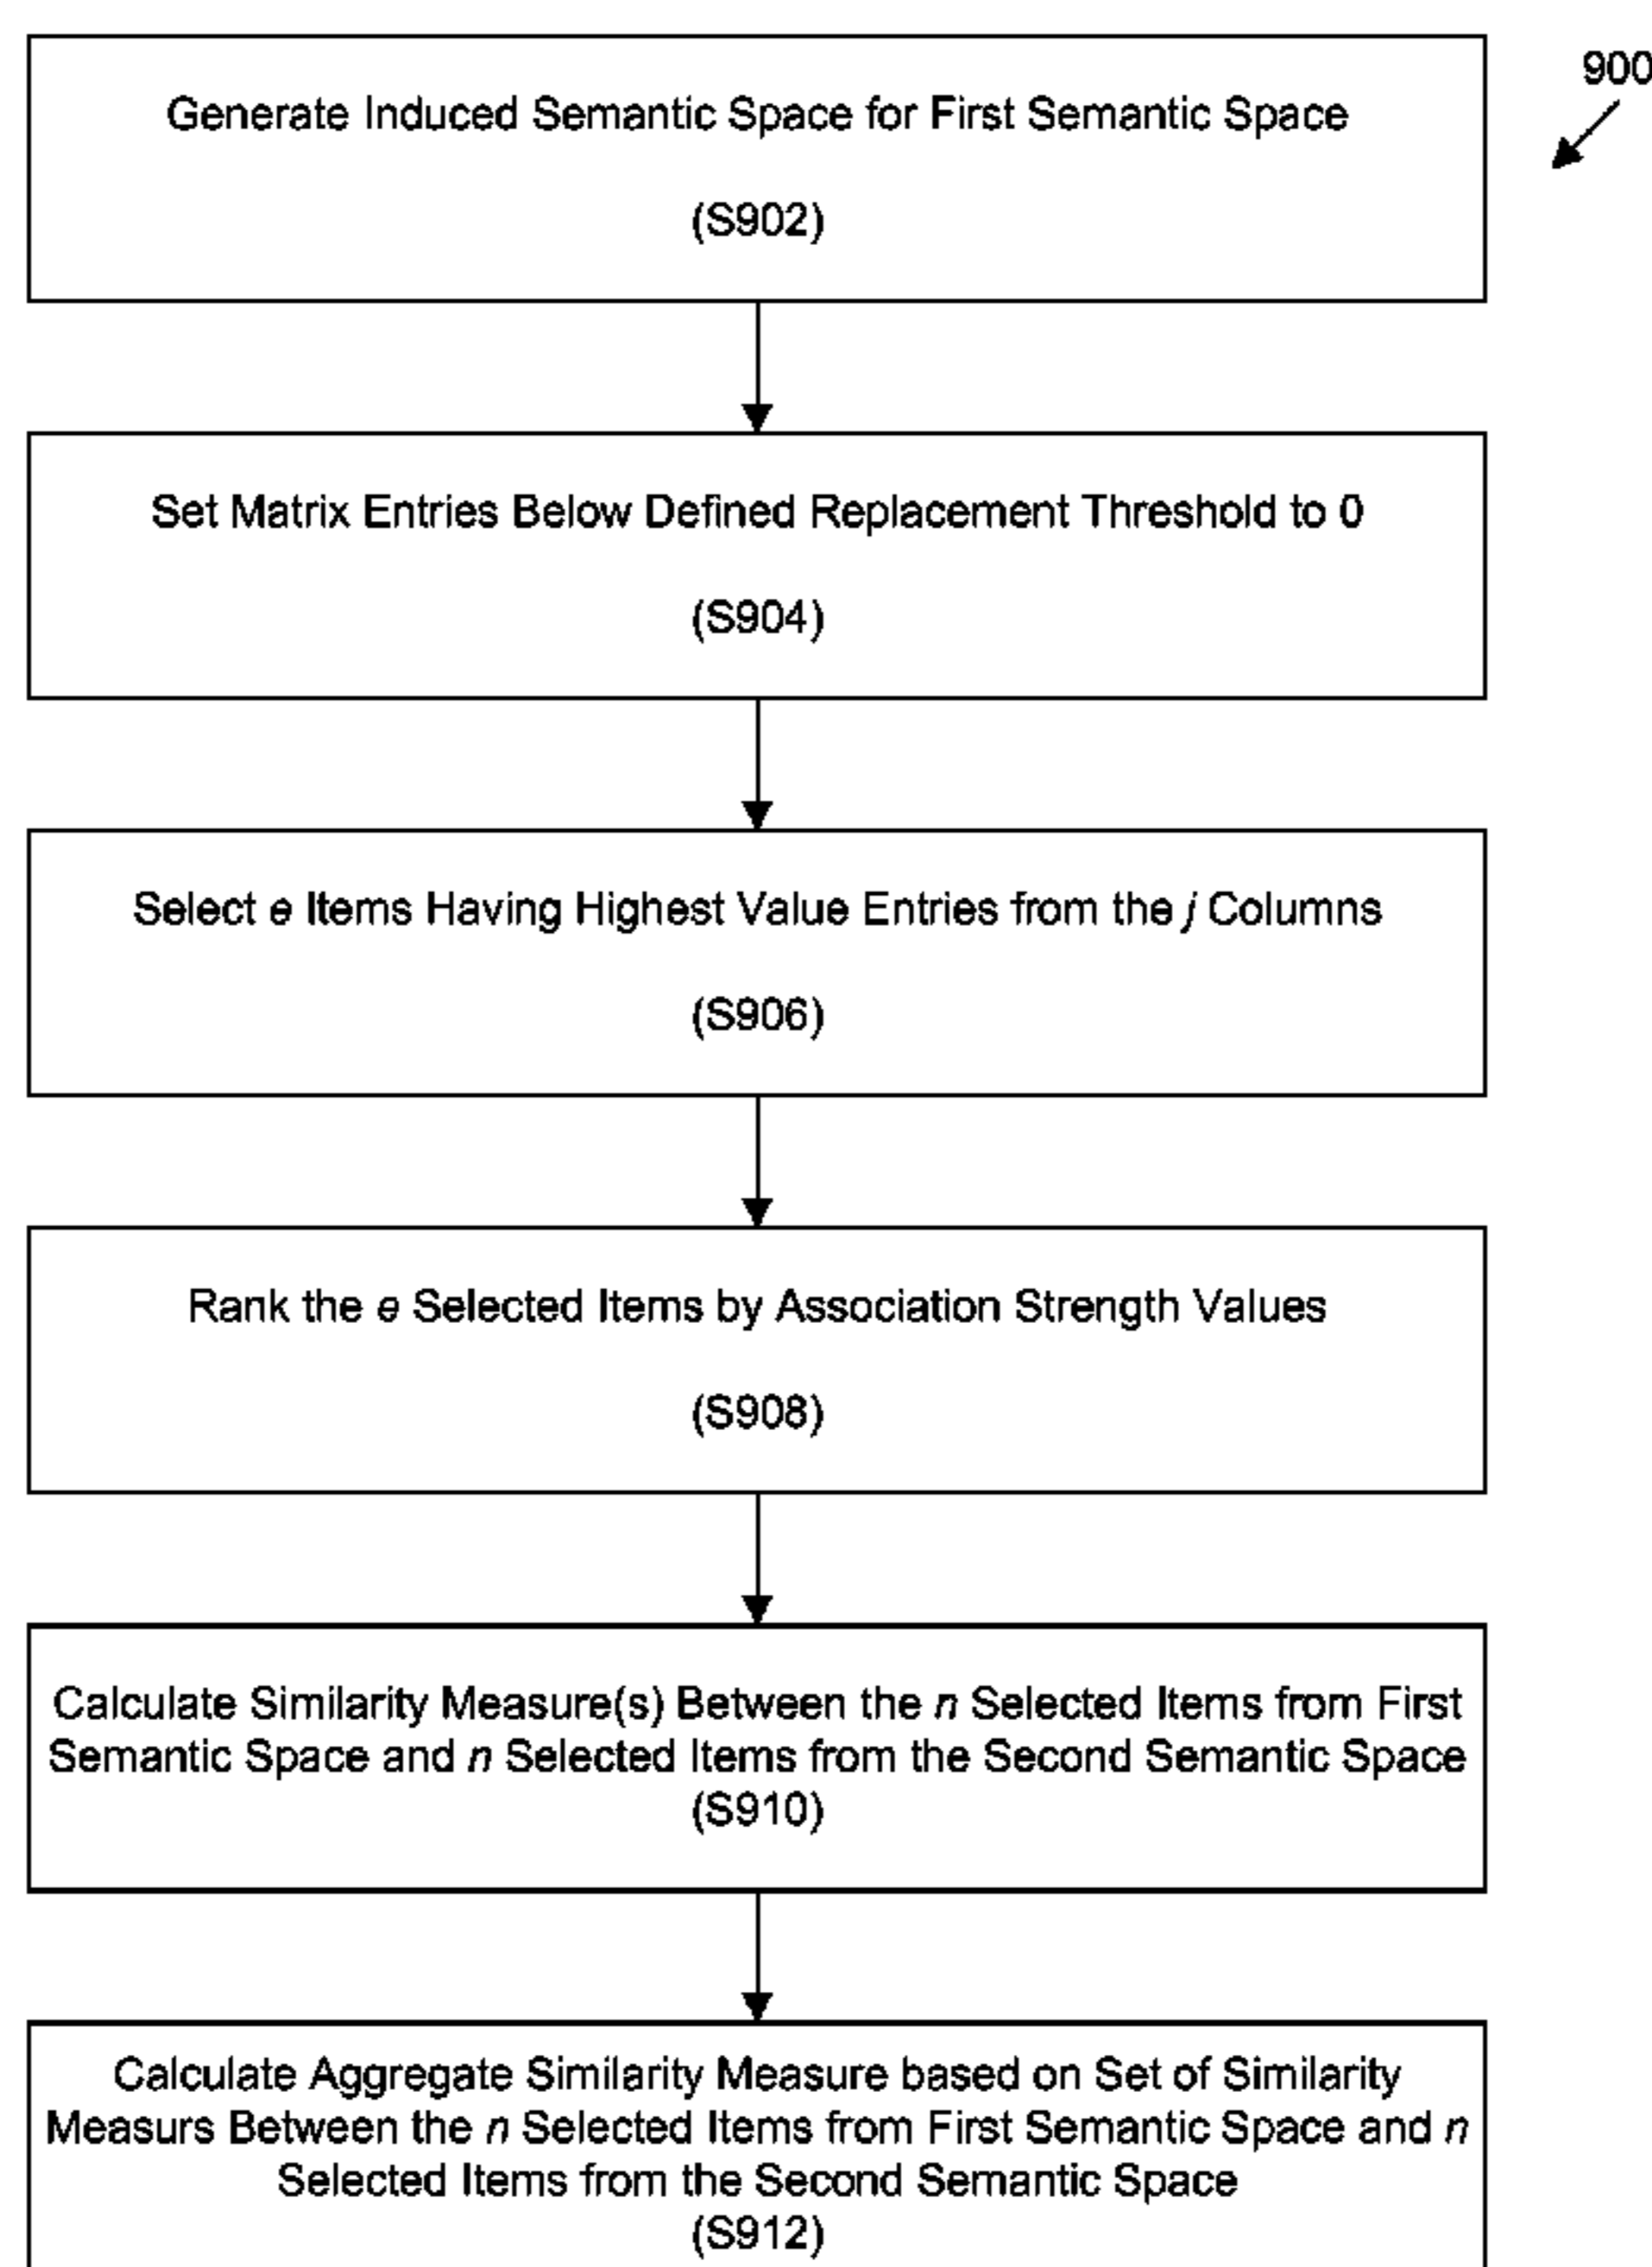 900
Generate Induced Semantic Space for First Semantic Space
(S902)
Set Matrix Entries Below Defined Replacement Threshold to 0
(S904)
Select e Items Having Highest Value Entries from the j Columns
(S906)
Rank the e Selected Items by Association Strength Values
(S908)
Calculate Similarity Measure(s) Between the n Selected Items from First
Semantic Space and n Selected Items from the Second Semantic Space
(S910)
Calculate Aggregate Similarity Measure based on Set of Similarity
Measurs Between the n Selected Items from First Semantic Space and n
Selected Items from the Second Semantic Space
(S912)